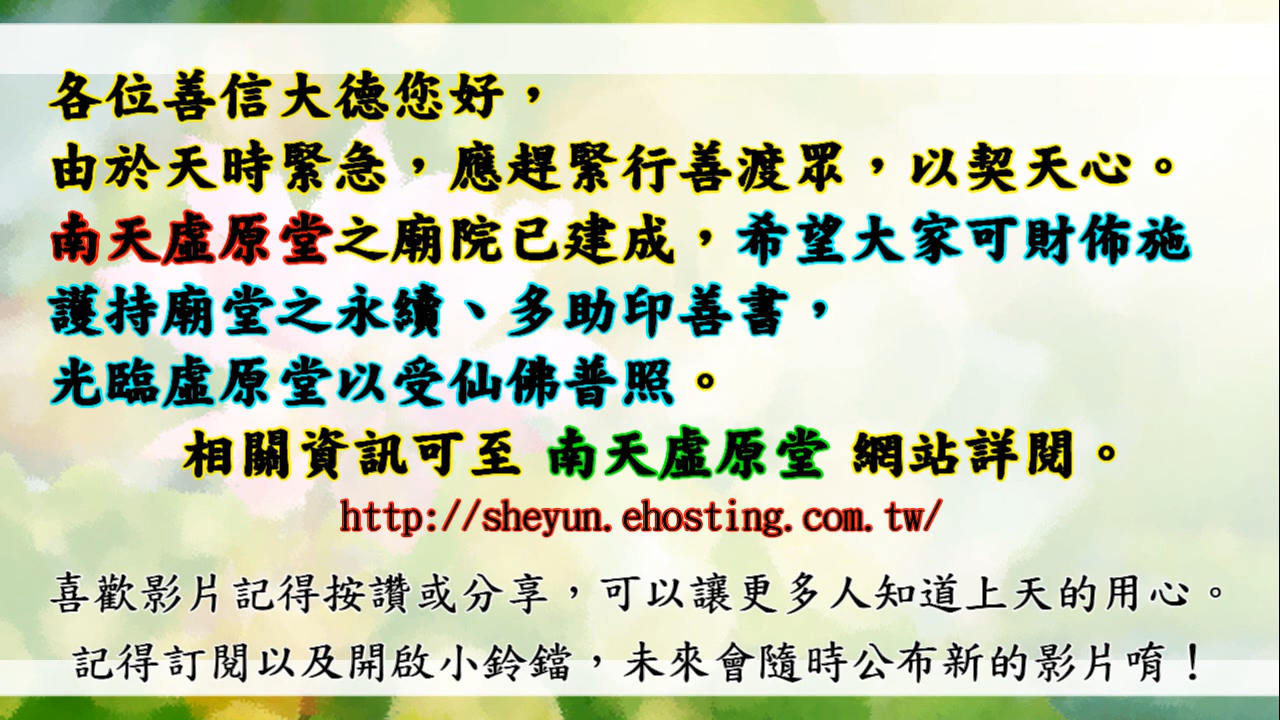 各位善信大德您好，
由於天時緊急，應趕緊行善渡眾，以契天心。
南天虛原堂之廟院已建成，希望大家可財佈施
護持廟堂之永續、多助印善書，
光臨虛原堂以受仙佛普照。
相關資訊可至 南天虛原堂 網站詳閱。
http://sheyun.ehosting.com.tw/
喜歡影片記得按讚或分享，可以讓更多人知道上天的用心。
記得訂閱以及開啟小鈴鐺，未來會隨時公布新的影片唷！